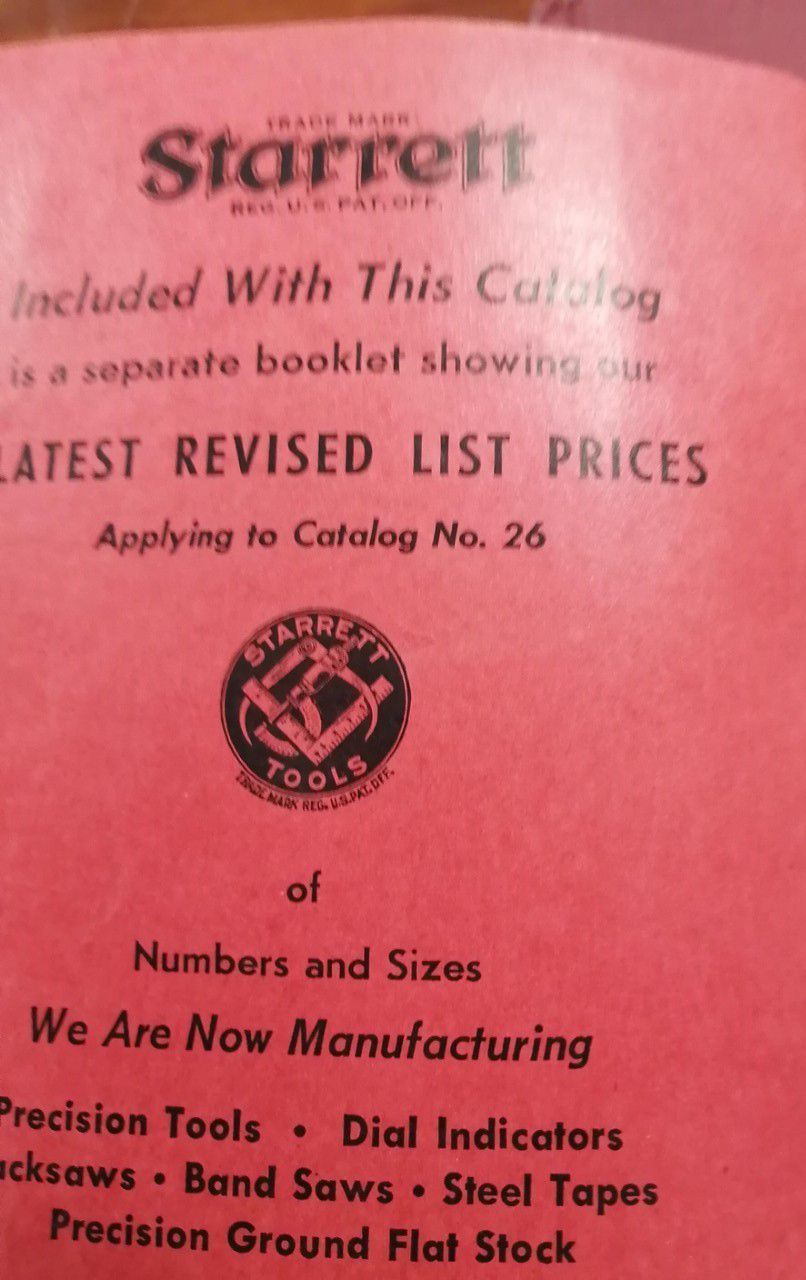 TRADE MARK
Starrett
REG. U. S. PAT. OFF.
Included With This Catalog
is a separate booklet showing our
LATEST REVISED LIST PRICES
Applying to Catalog No. 26
STARRETT
TOOLS
TRADE MARK REG. U.S. PAT. OFF.
of
Numbers and Sizes
We Are Now Manufacturing
Precision Tools • Dial Indicators
acksaws • Band Saws • Steel Tapes
Precision Ground Flat Stock